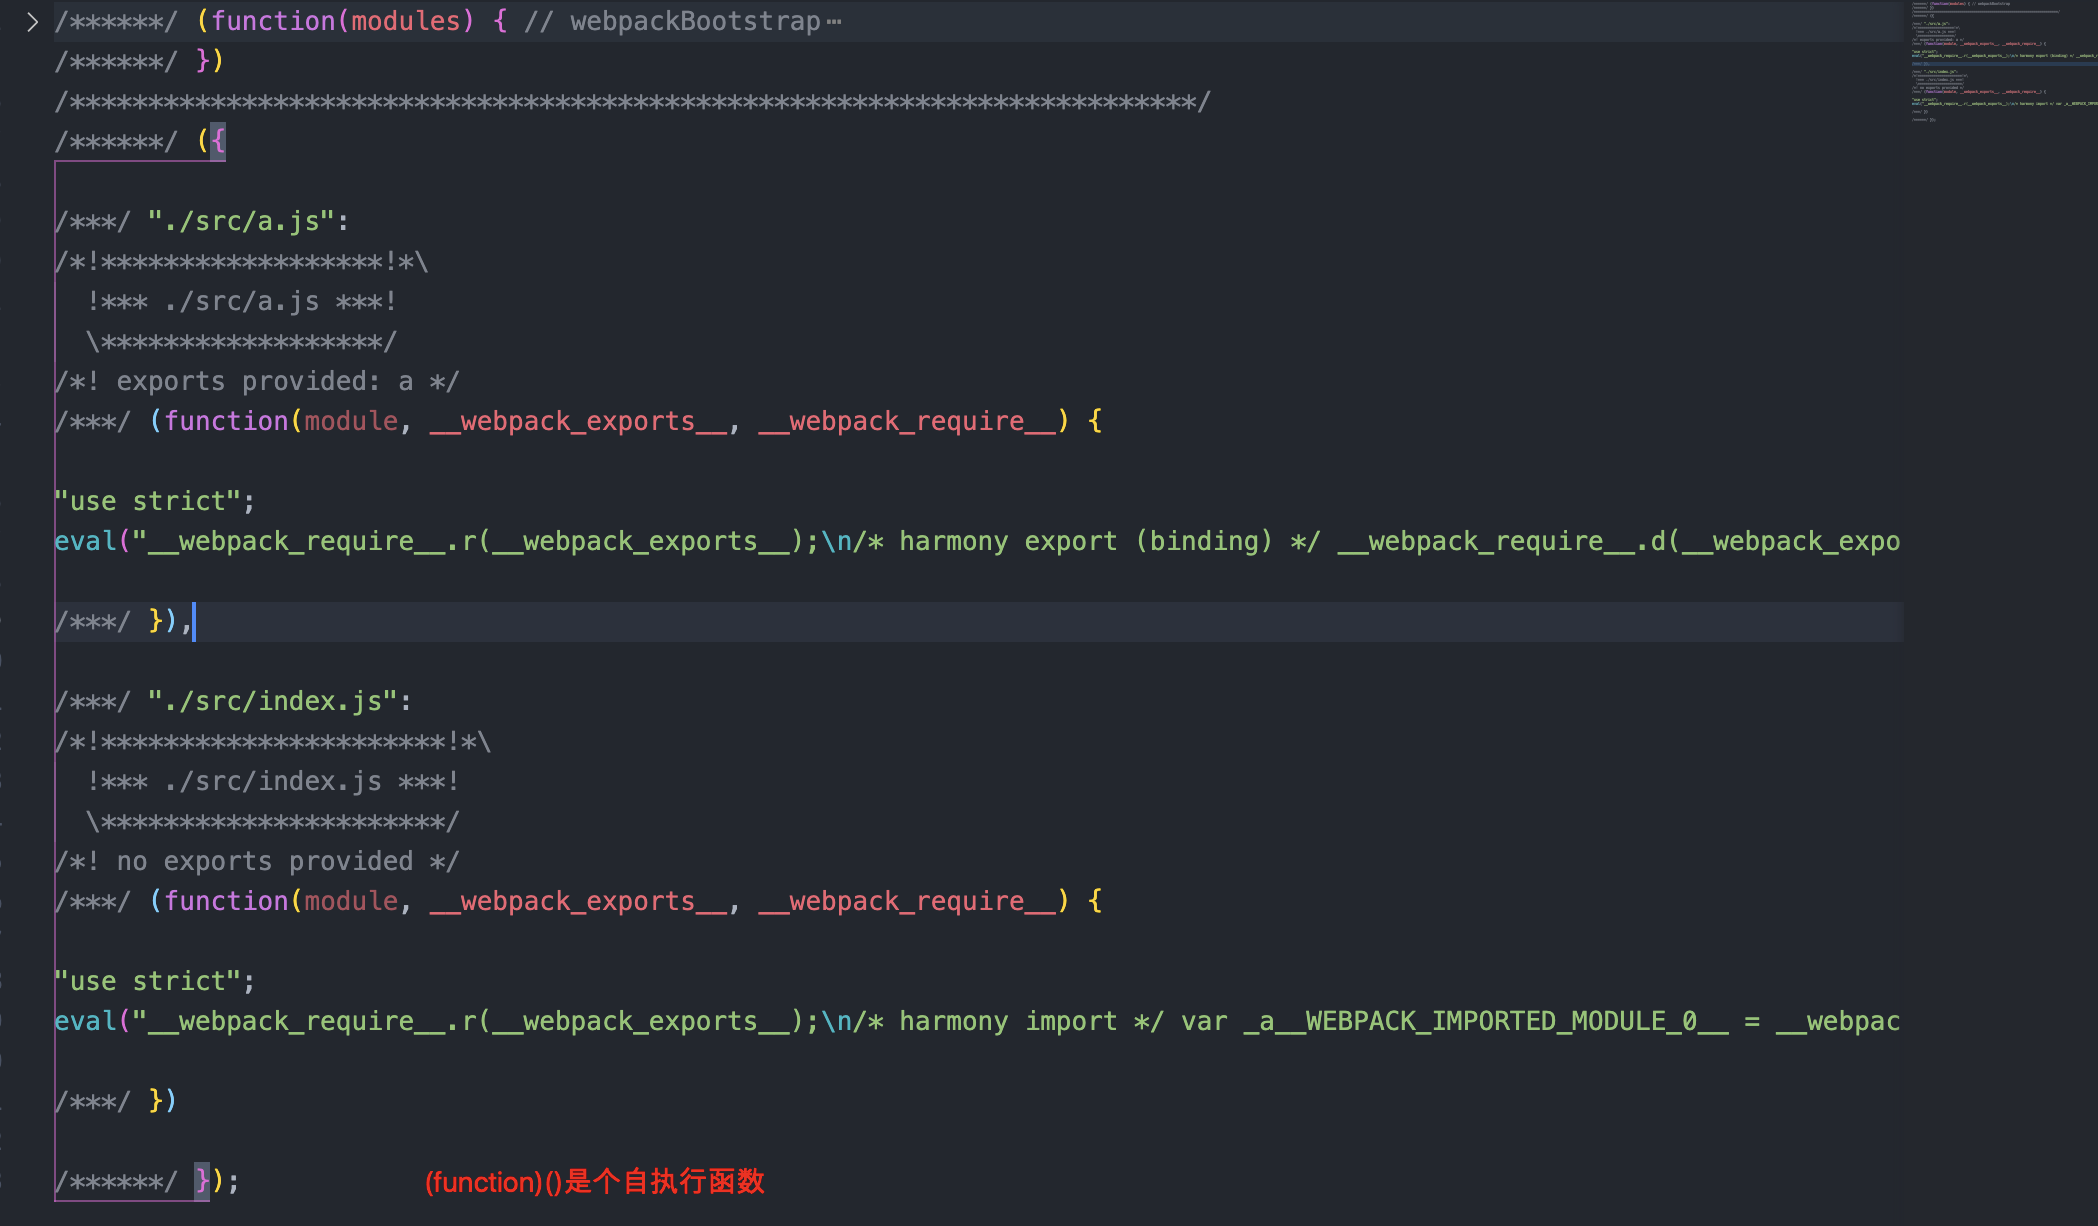 /******/ (function(modules) { // webpackBootstrap…
/******/ })
/************************************************************************/
/******/ ({

/***/ "./src/a.js":
/*!******************!*\
  !*** ./src/a.js ***!
  \******************/
/*! exports provided: a */
/***/ (function(module, __webpack_exports__, __webpack_require__) {

"use strict";
eval("__webpack_require__.r(__webpack_exports__);\n/* harmony export (binding) */ __webpack_require__.d(__webpack_expo

/***/ }),

/***/ "./src/index.js":
/*!**********************!*\
  !*** ./src/index.js ***!
  \**********************/
/*! no exports provided */
/***/ (function(module, __webpack_exports__, __webpack_require__) {

"use strict";
eval("__webpack_require__.r(__webpack_exports__);\n/* harmony import */ var _a__WEBPACK_IMPORTED_MODULE_0__ = __webpac

/***/ })

/******/ });
(function)()是个自执行函数